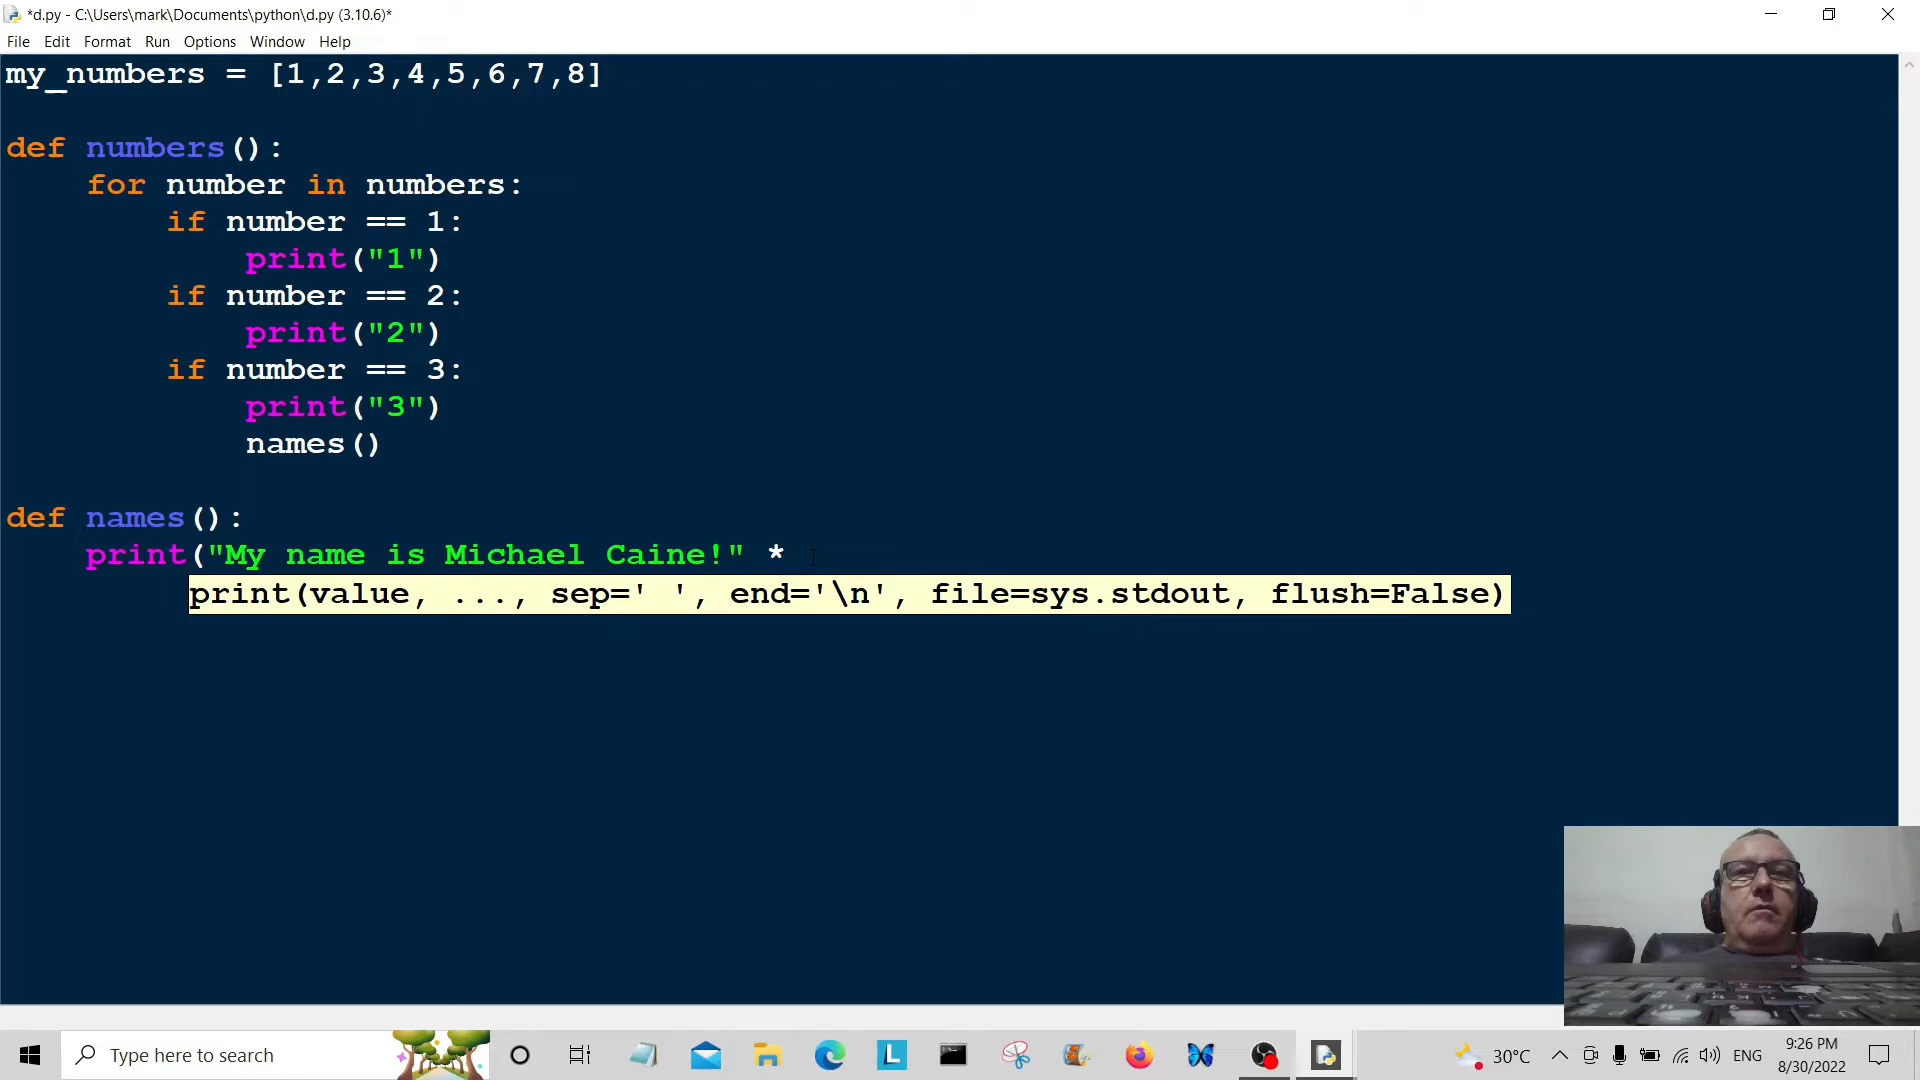 *d.py - C:\Users\mark\Documents\python\d.py (3.10.6)*
File Edit Format Run Options Window Help
my_numbers = [1,2,3,4,5,6,7,8]
def numbers():
    for number in numbers:
        if number == 1:
            print("1")
        if number == 2:
            print("2")
        if number == 3:
            print("3")
            names()
def names():
    print("My name is Michael Caine!" *
print(value, ..., sep=' ', end='\n', file=sys.stdout, flush=False)
Type here to search
L
30°C
ENG
9:26 PM
8/30/2022